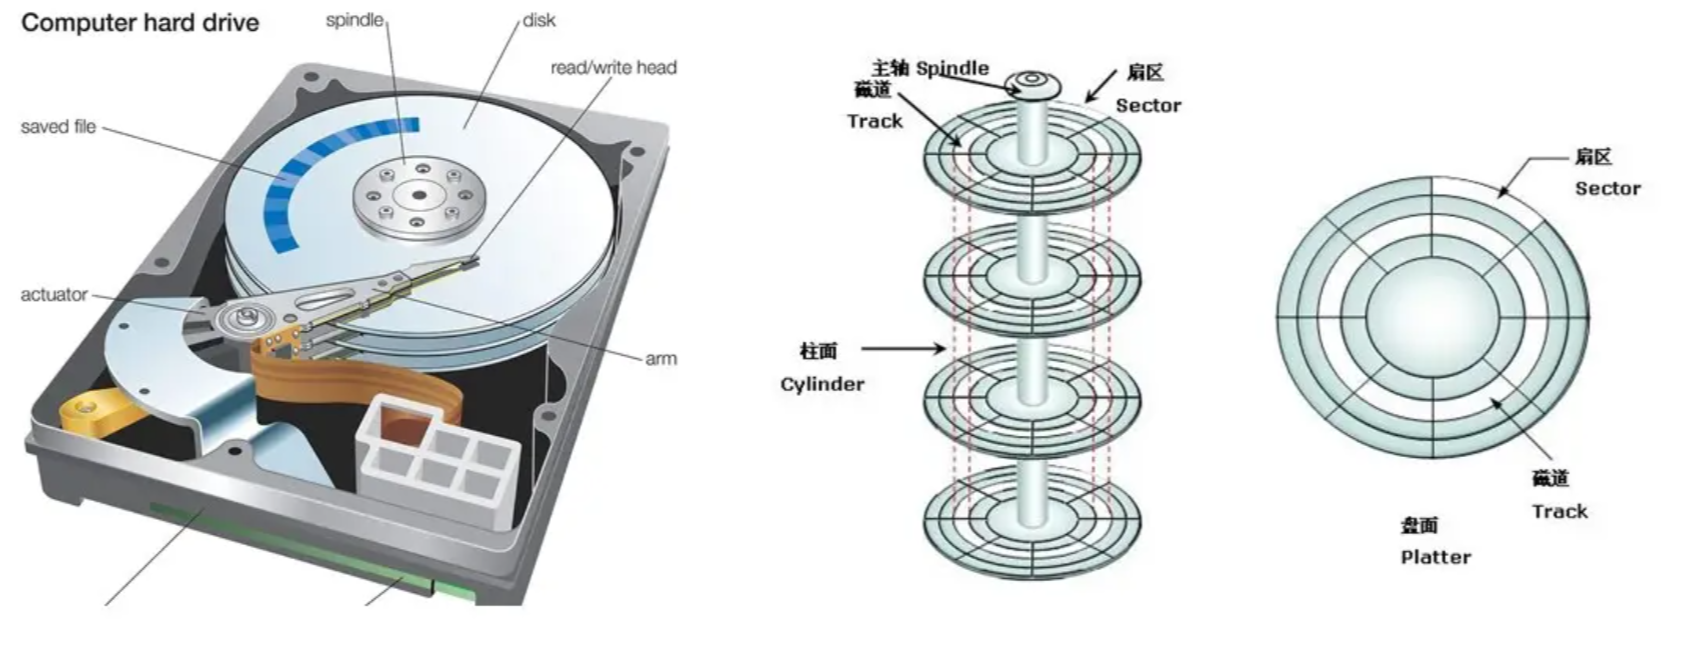 Computer hard drive
spindle
disk
read/write head
saved file
actuator
arm
主轴 Spindle
磁道
Track
扇区
Sector
柱面
Cylinder
扇区
Sector
磁道
Track
盘面
Platter